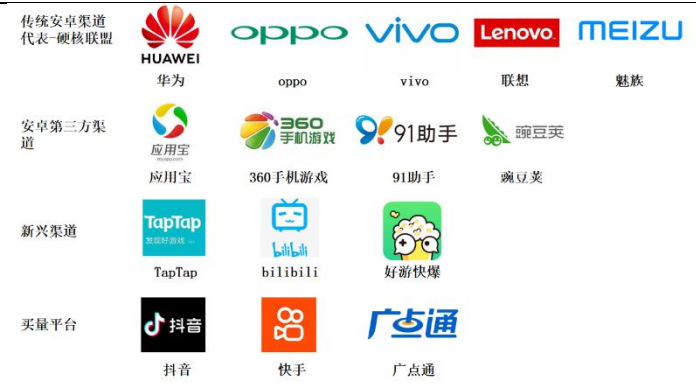 传统安卓渠道
代表-硬核联盟
HUAWEI
oppo
vivo
Lenovo
MEIZU
华为
oppo
vivo
联想
魅族
安卓第三方渠
道
应用宝
myapp.com
360
手机游戏
91助手
豌豆荚
应用宝
360手机游戏
91助手
豌豆荚
新兴渠道
TapTap
发现好游戏
bilibili
TapTap
bilibili
好游快爆
买量平台
抖音
快手
广点通
抖音
广点通